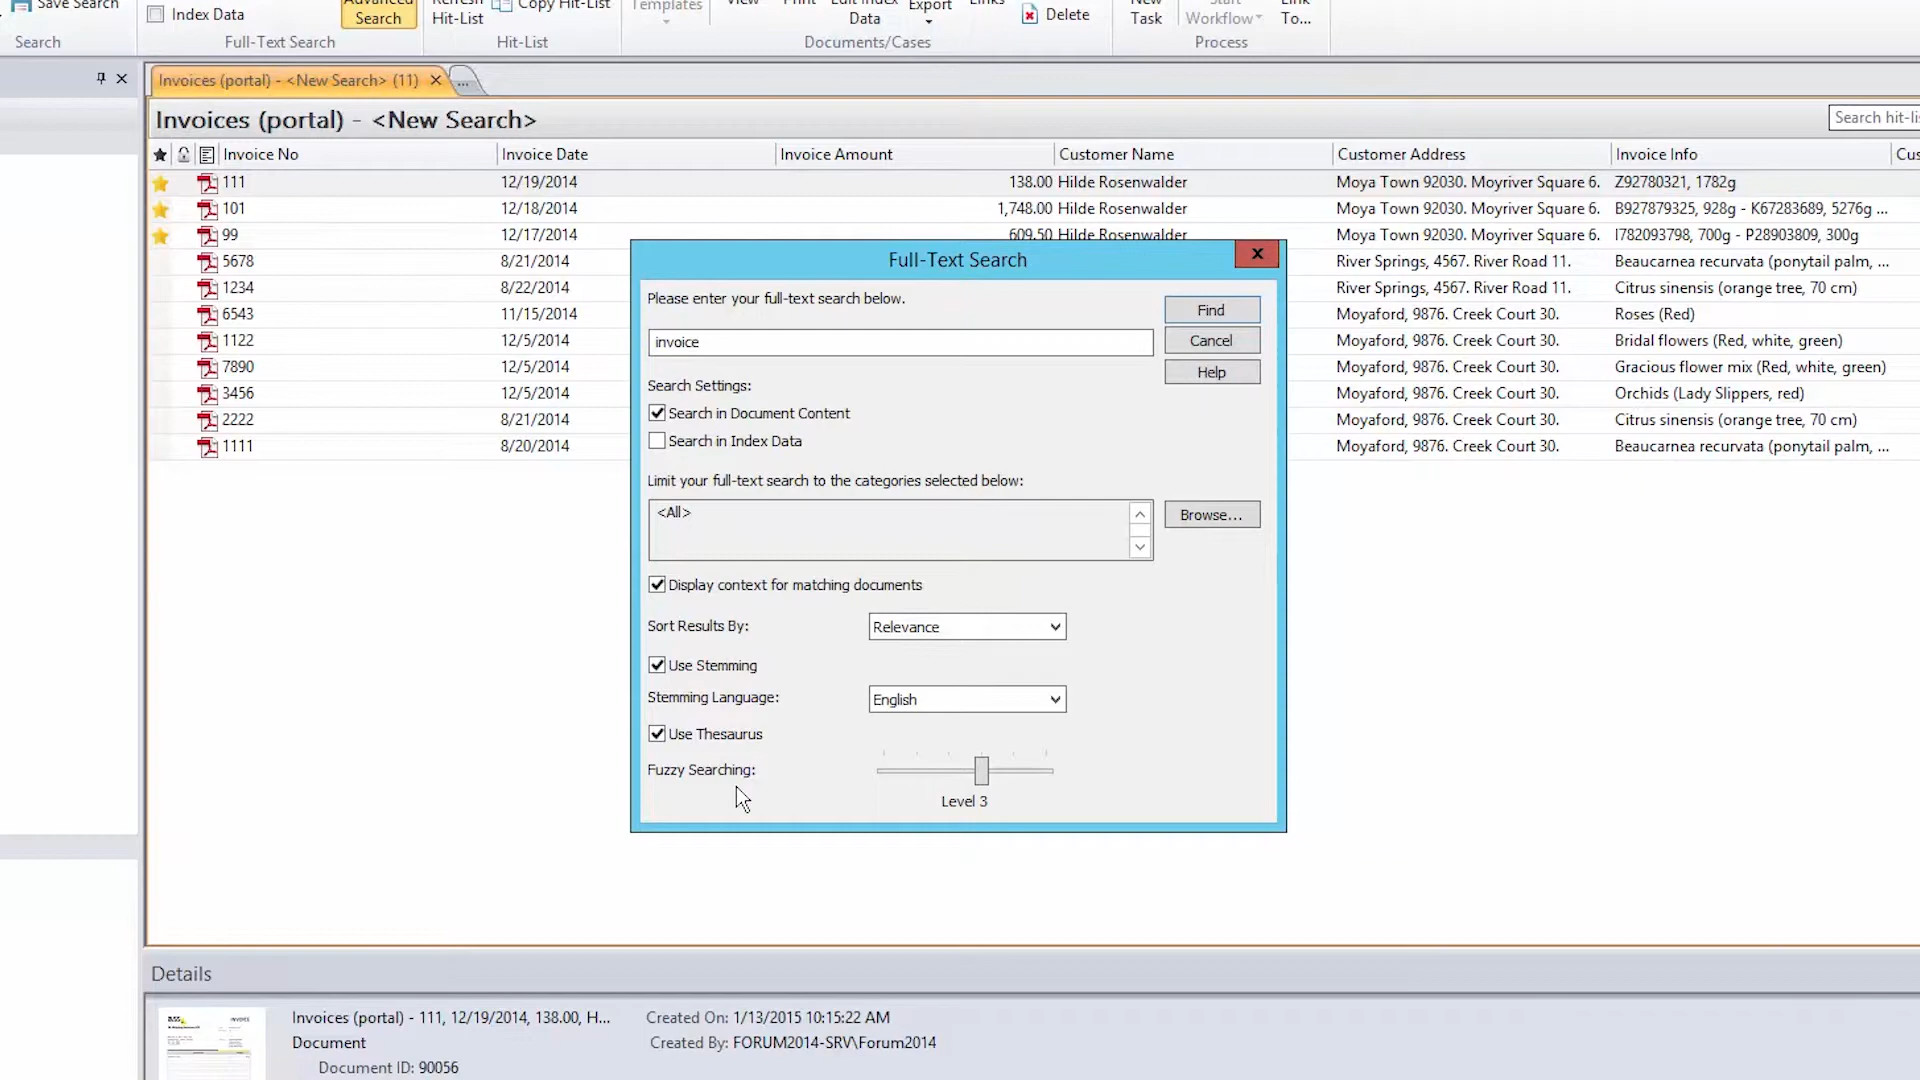 Save Search
Index Data
Advanced
Search
Refresh
Hit-List
Copy Hit-List
Templates
View
Print
Edit Index
Data
Export
Links
Delete
New
Task
Start
Workflow
Link
To...
Search
Full-Text Search
Hit-List
Documents/Cases
Process
Invoices (portal) - <New Search> (11)
...
Invoices (portal) - <New Search>
Search hit-lis
Invoice No Invoice Date Invoice Amount Customer Name Customer Address Invoice Info Cus
111 12/19/2014 138.00 Hilde Rosenwalder Moya Town 92030. Moyriver Square 6. Z92780321, 1782g
101 12/18/2014 1,748.00 Hilde Rosenwalder Moya Town 92030. Moyriver Square 6. B927879325, 928g - K67283689, 5276g ...
99 12/17/2014 609.50 Hilde Rosenwalder Moya Town 92030. Moyriver Square 6. I782093798, 700g - P28903809, 300g
5678 8/21/2014 River Springs, 4567. River Road 11. Beaucarnea recurvata (ponytail palm, ...
1234 8/22/2014 River Springs, 4567. River Road 11. Citrus sinensis (orange tree, 70 cm)
6543 11/15/2014 Moyaford, 9876. Creek Court 30. Roses (Red)
1122 12/5/2014 Moyaford, 9876. Creek Court 30. Bridal flowers (Red, white, green)
7890 12/5/2014 Moyaford, 9876. Creek Court 30. Gracious flower mix (Red, white, green)
3456 12/5/2014 Moyaford, 9876. Creek Court 30. Orchids (Lady Slippers, red)
2222 8/21/2014 Moyaford, 9876. Creek Court 30. Citrus sinensis (orange tree, 70 cm)
1111 8/20/2014 Moyaford, 9876. Creek Court 30. Beaucarnea recurvata (ponytail palm, ...
Full-Text Search
Please enter your full-text search below.
Find
invoice
Cancel
Help
Search Settings:
Search in Document Content
Search in Index Data
Limit your full-text search to the categories selected below:
<All>
Browse...
Display context for matching documents
Sort Results By: Relevance
Use Stemming
Stemming Language: English
Use Thesaurus
Fuzzy Searching:
Level 3
Details
Invoices (portal) - 111, 12/19/2014, 138.00, H... Created On: 1/13/2015 10:15:22 AM
Document Created By: FORUM2014-SRV\Forum2014
Document ID: 90056
INVOICE